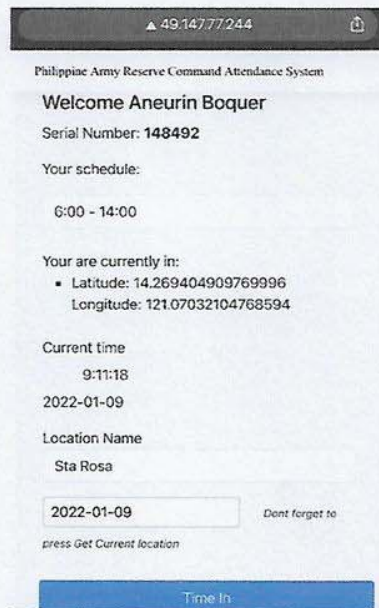 49.147.77.244
Philippine Army Reserve Command Attendance System
Welcome Aneurin Boquer
Serial Number: 148492
Your schedule:
6:00 - 14:00
Your are currently in:
▪ Latitude: 14.269404909769996
Longitude: 121.07032104768594
Current time
9:11:18
2022-01-09
Location Name
Sta Rosa
2022-01-09 Dont forget to
press Get Current location
Time In